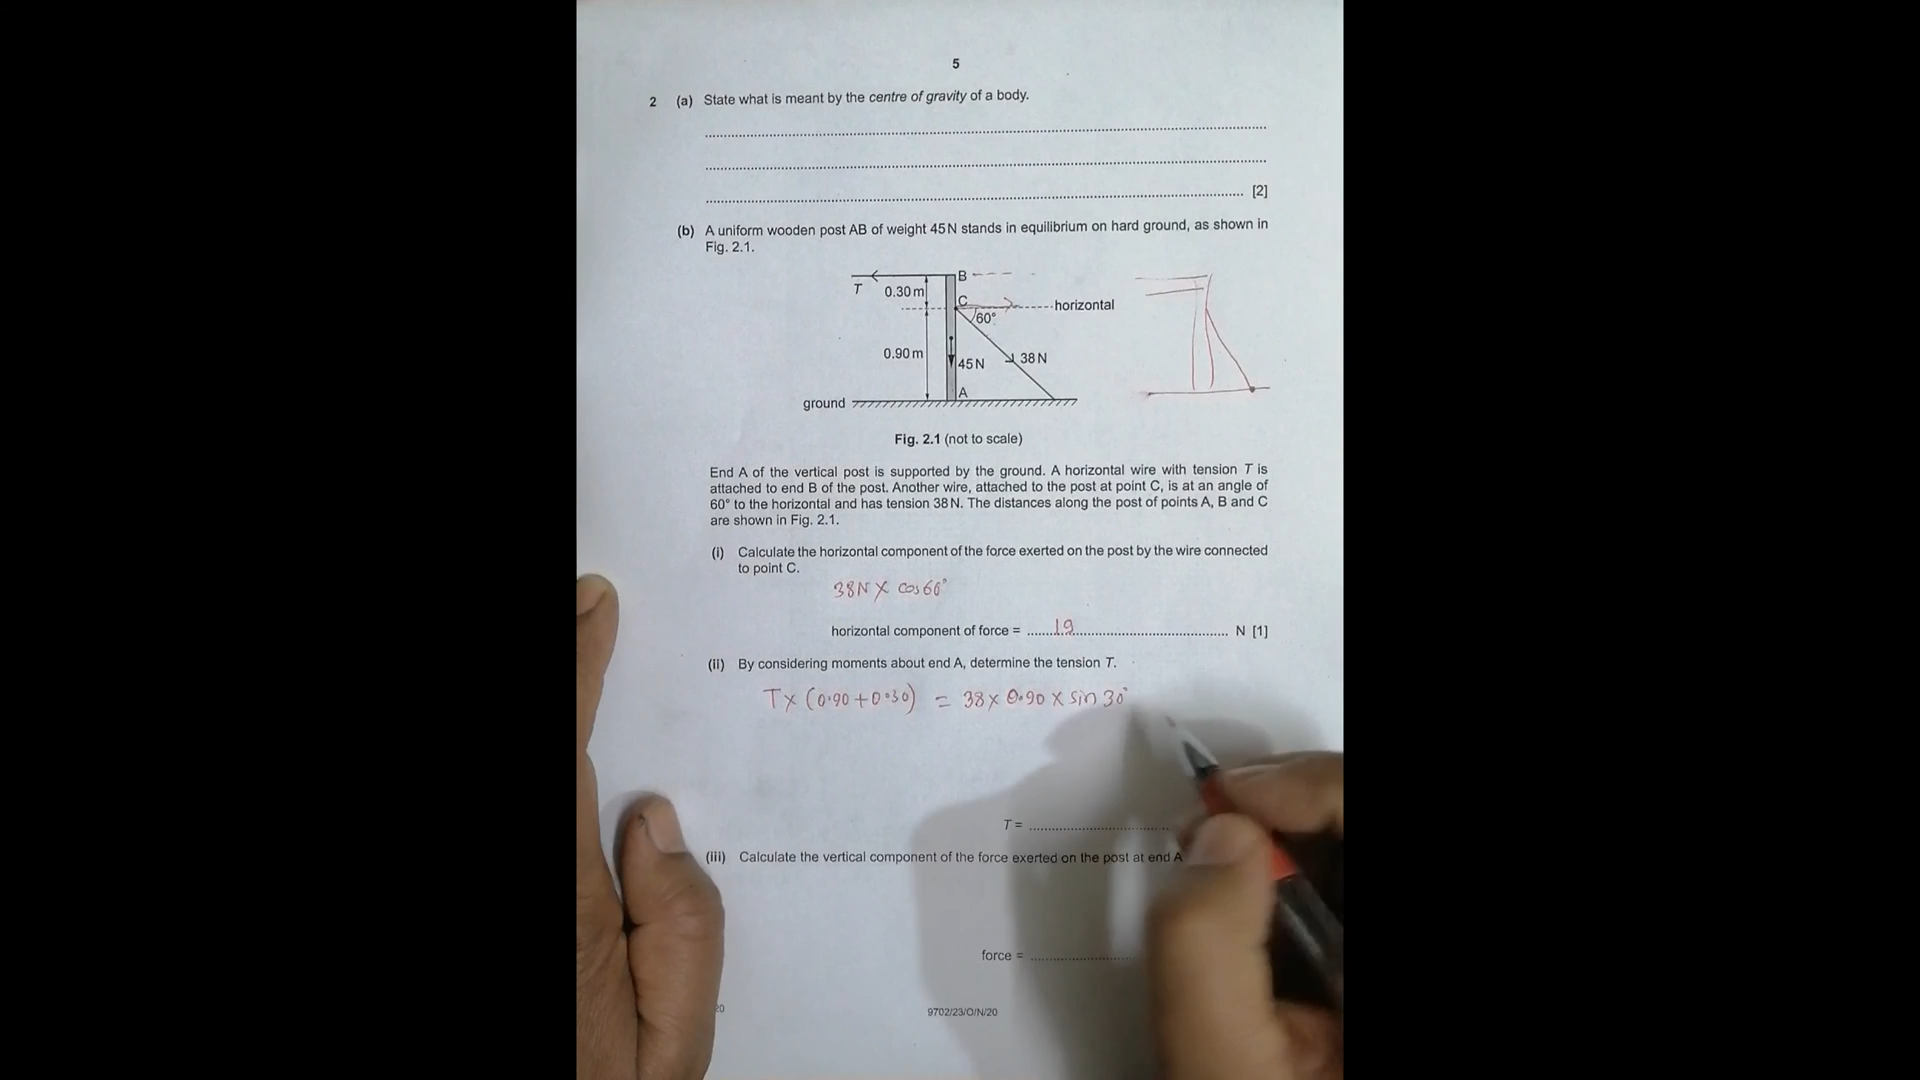 5
2 (a) State what is meant by the centre of gravity of a body.
[2]
(b) A uniform wooden post AB of weight 45 N stands in equilibrium on hard ground, as shown in
Fig. 2.1.
B
T
0.30 m
C
horizontal
60°
0.90 m
45 N
38 N
A
ground
Fig. 2.1 (not to scale)
End A of the vertical post is supported by the ground. A horizontal wire with tension T is
attached to end B of the post. Another wire, attached to the post at point C, is at an angle of
60° to the horizontal and has tension 38 N. The distances along the post of points A, B and C
are shown in Fig. 2.1.
(i) Calculate the horizontal component of the force exerted on the post by the wire connected
to point C.
38N × cos60°
horizontal component of force = 19 N [1]
(ii) By considering moments about end A, determine the tension T.
T × (0.90 + 0.30) = 38 × 0.90 × sin 30°
T =
(iii) Calculate the vertical component of the force exerted on the post at end A
force =
20
9702/23/O/N/20